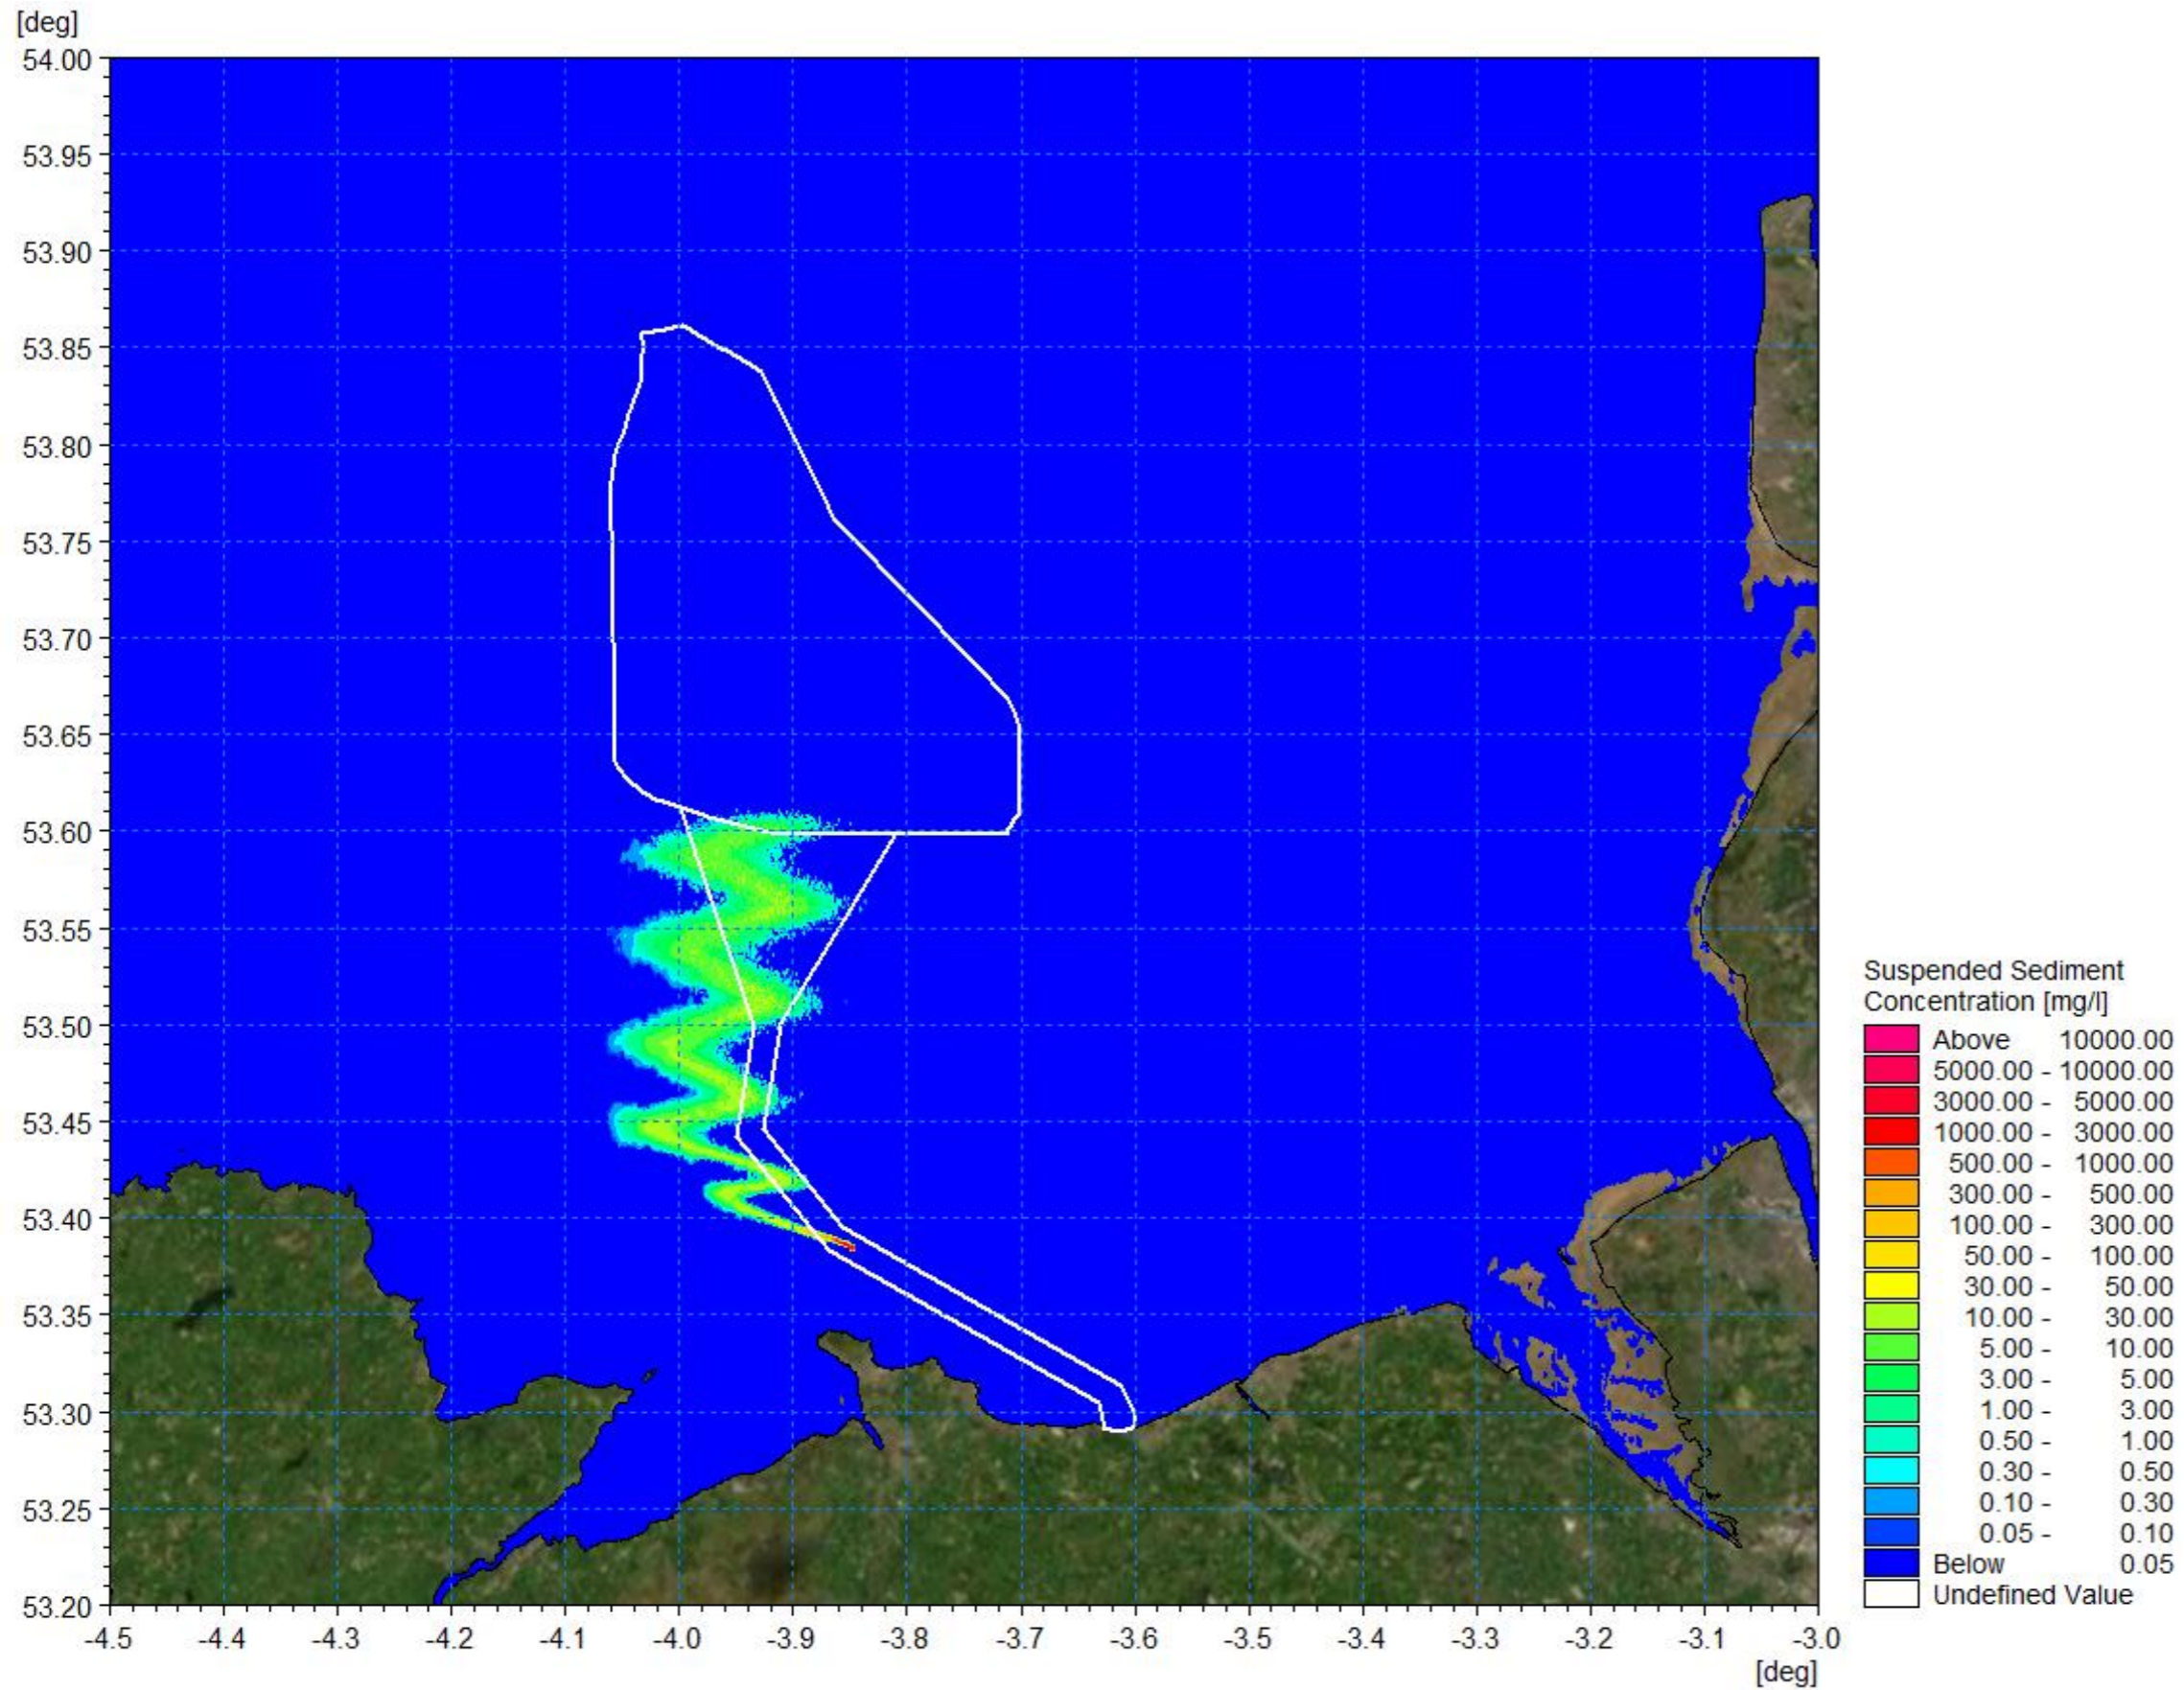 [deg]
54.00
53.95
53.90
53.85
53.80
53.75
53.70
53.65
53.60
53.55
53.50
53.45
53.40
53.35
53.30
53.25
53.20
-4.5 -4.4 -4.3 -4.2 -4.1 -4.0 -3.9 -3.8 -3.7 -3.6 -3.5 -3.4 -3.3 -3.2 -3.1 -3.0
[deg]
Suspended Sediment
Concentration [mg/l]
Above 10000.00
5000.00 - 10000.00
3000.00 - 5000.00
1000.00 - 3000.00
500.00 - 1000.00
300.00 - 500.00
100.00 - 300.00
50.00 - 100.00
30.00 - 50.00
10.00 - 30.00
5.00 - 10.00
3.00 - 5.00
1.00 - 3.00
0.50 - 1.00
0.30 - 0.50
0.10 - 0.30
0.05 - 0.10
Below 0.05
Undefined Value